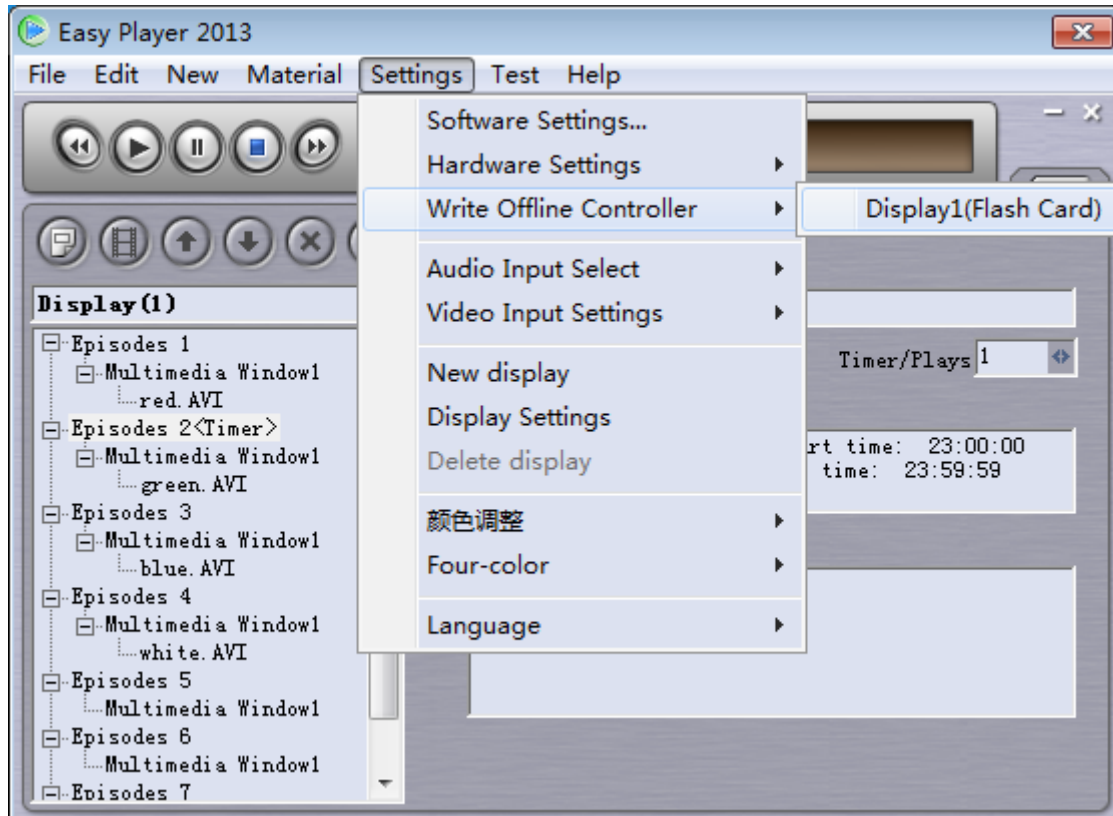 Easy Player 2013
File Edit New Material Settings Test Help
Software Settings...
Hardware Settings
Write Offline Controller
Display1(Flash Card)
Audio Input Select
Video Input Settings
New display
Display Settings
Delete display
颜色调整
Four-color
Language
Display(1)
Episodes 1
Multimedia Window1
red.AVI
Episodes 2<Timer>
Multimedia Window1
green.AVI
Episodes 3
Multimedia Window1
blue.AVI
Episodes 4
Multimedia Window1
white.AVI
Episodes 5
Multimedia Window1
Episodes 6
Multimedia Window1
Episodes 7
Timer/Plays 1
rt time: 23:00:00
time: 23:59:59